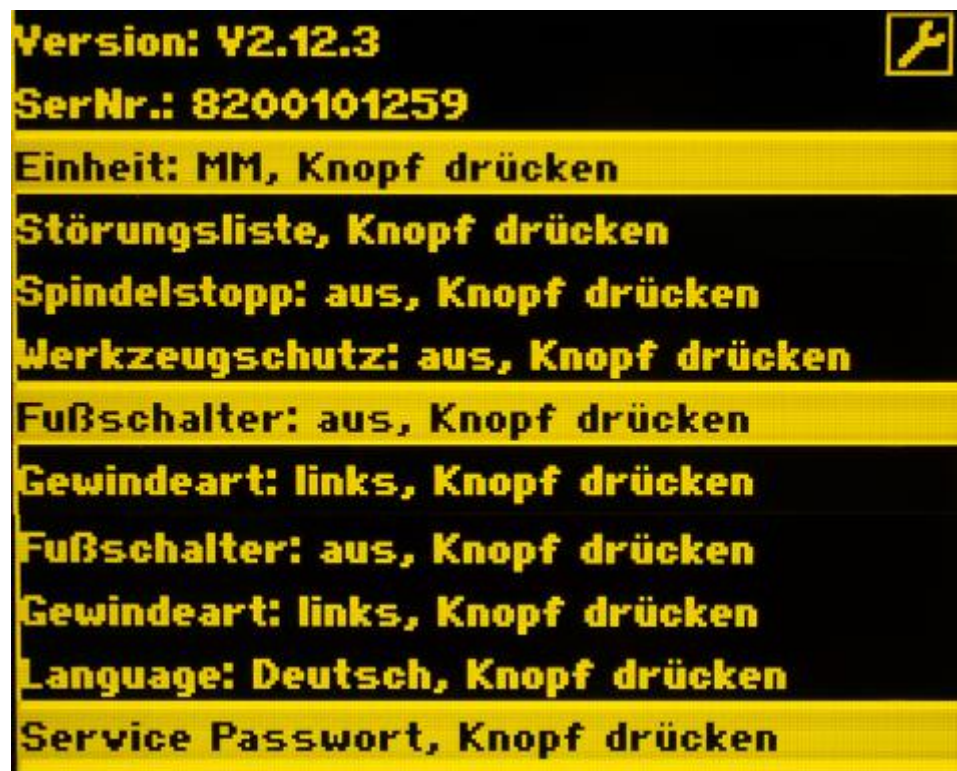 Version: V2.12.3
SerNr.: 8200101259
Einheit: MM, Knopf drücken
Störungsliste, Knopf drücken
Spindelstopp: aus, Knopf drücken
Werkzeugschutz: aus, Knopf drücken
Fußschalter: aus, Knopf drücken
Gewindeart: links, Knopf drücken
Fußschalter: aus, Knopf drücken
Gewindeart: links, Knopf drücken
Language: Deutsch, Knopf drücken
Service Passwort, Knopf drücken